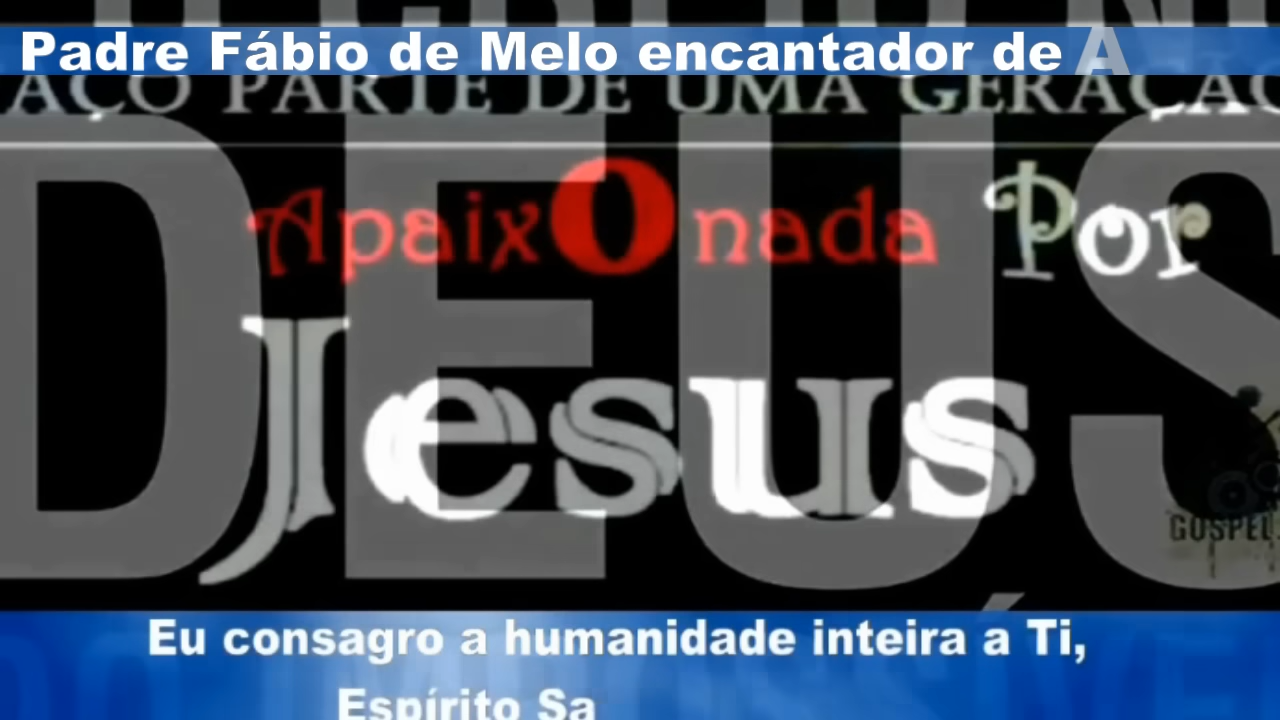 Padre Fábio de Melo encantador de A
AÇO PARTE DE UMA GERAÇÃO
DEUS
ApaixOnada Por
Jesus
GOSPEL
Eu consagro a humanidade inteira a Ti,
Espírito Sa